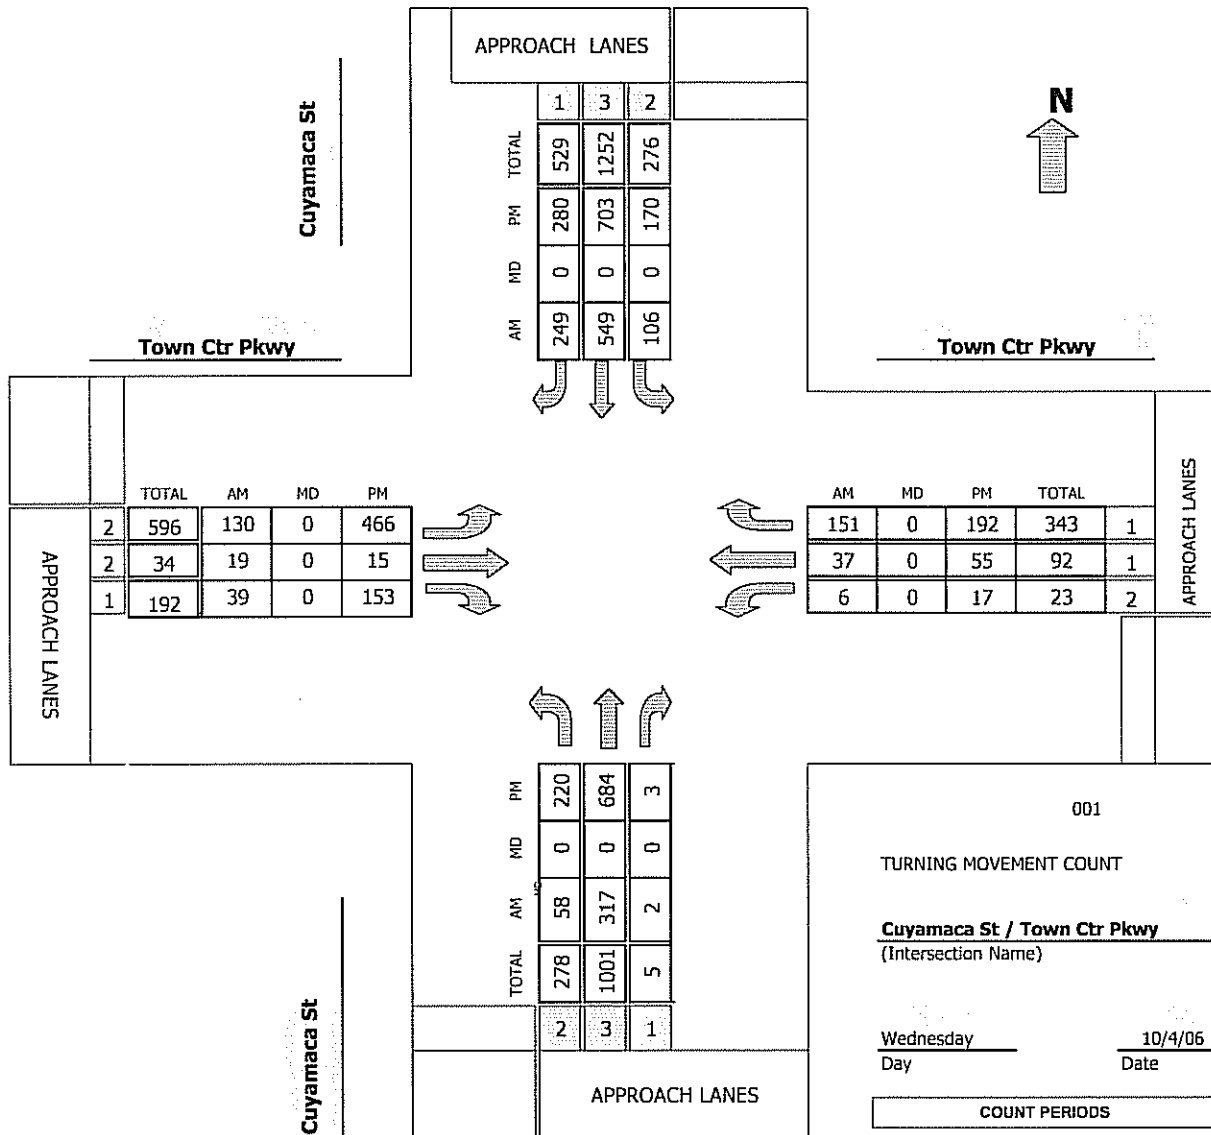 APPROACH LANES
1 3 2
TOTAL 529 1252 276
PM 280 703 170
MD 0 0 0
AM 249 549 106
Cuyamaca St
N
Town Ctr Pkwy
Town Ctr Pkwy
TOTAL AM MD PM
2 596 130 0 466
2 34 19 0 15
1 192 39 0 153
APPROACH LANES
AM MD PM TOTAL
151 0 192 343 1
37 0 55 92 1
6 0 17 23 2
APPROACH LANES
PM 220 684 3
MD 0 0 0
AM 58 317 2
TOTAL 278 1001 5
2 3 1
APPROACH LANES
Cuyamaca St
001
TURNING MOVEMENT COUNT
Cuyamaca St / Town Ctr Pkwy
(Intersection Name)
Wednesday 10/4/06
Day Date
COUNT PERIODS